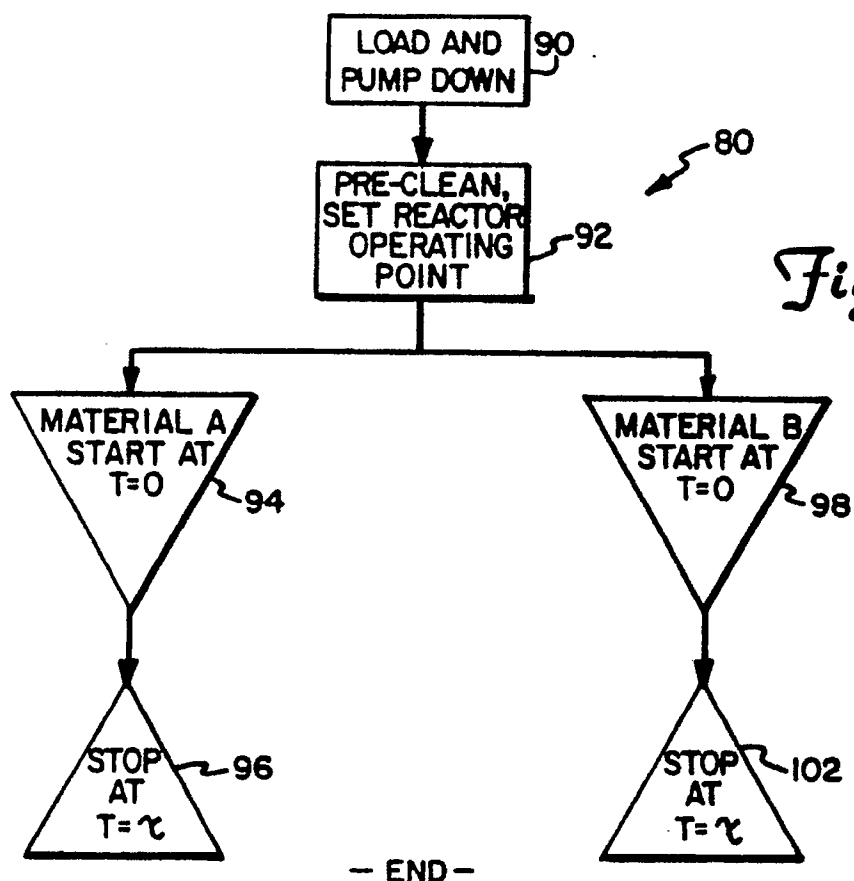 LOAD AND
PUMP DOWN
90
PRE-CLEAN,
SET REACTOR
OPERATING
POINT
92
80
Fig
MATERIAL A
START AT
T=0
94
MATERIAL B
START AT
T=0
98
STOP
AT
T=τ
96
STOP
AT
T=τ
102
- END -